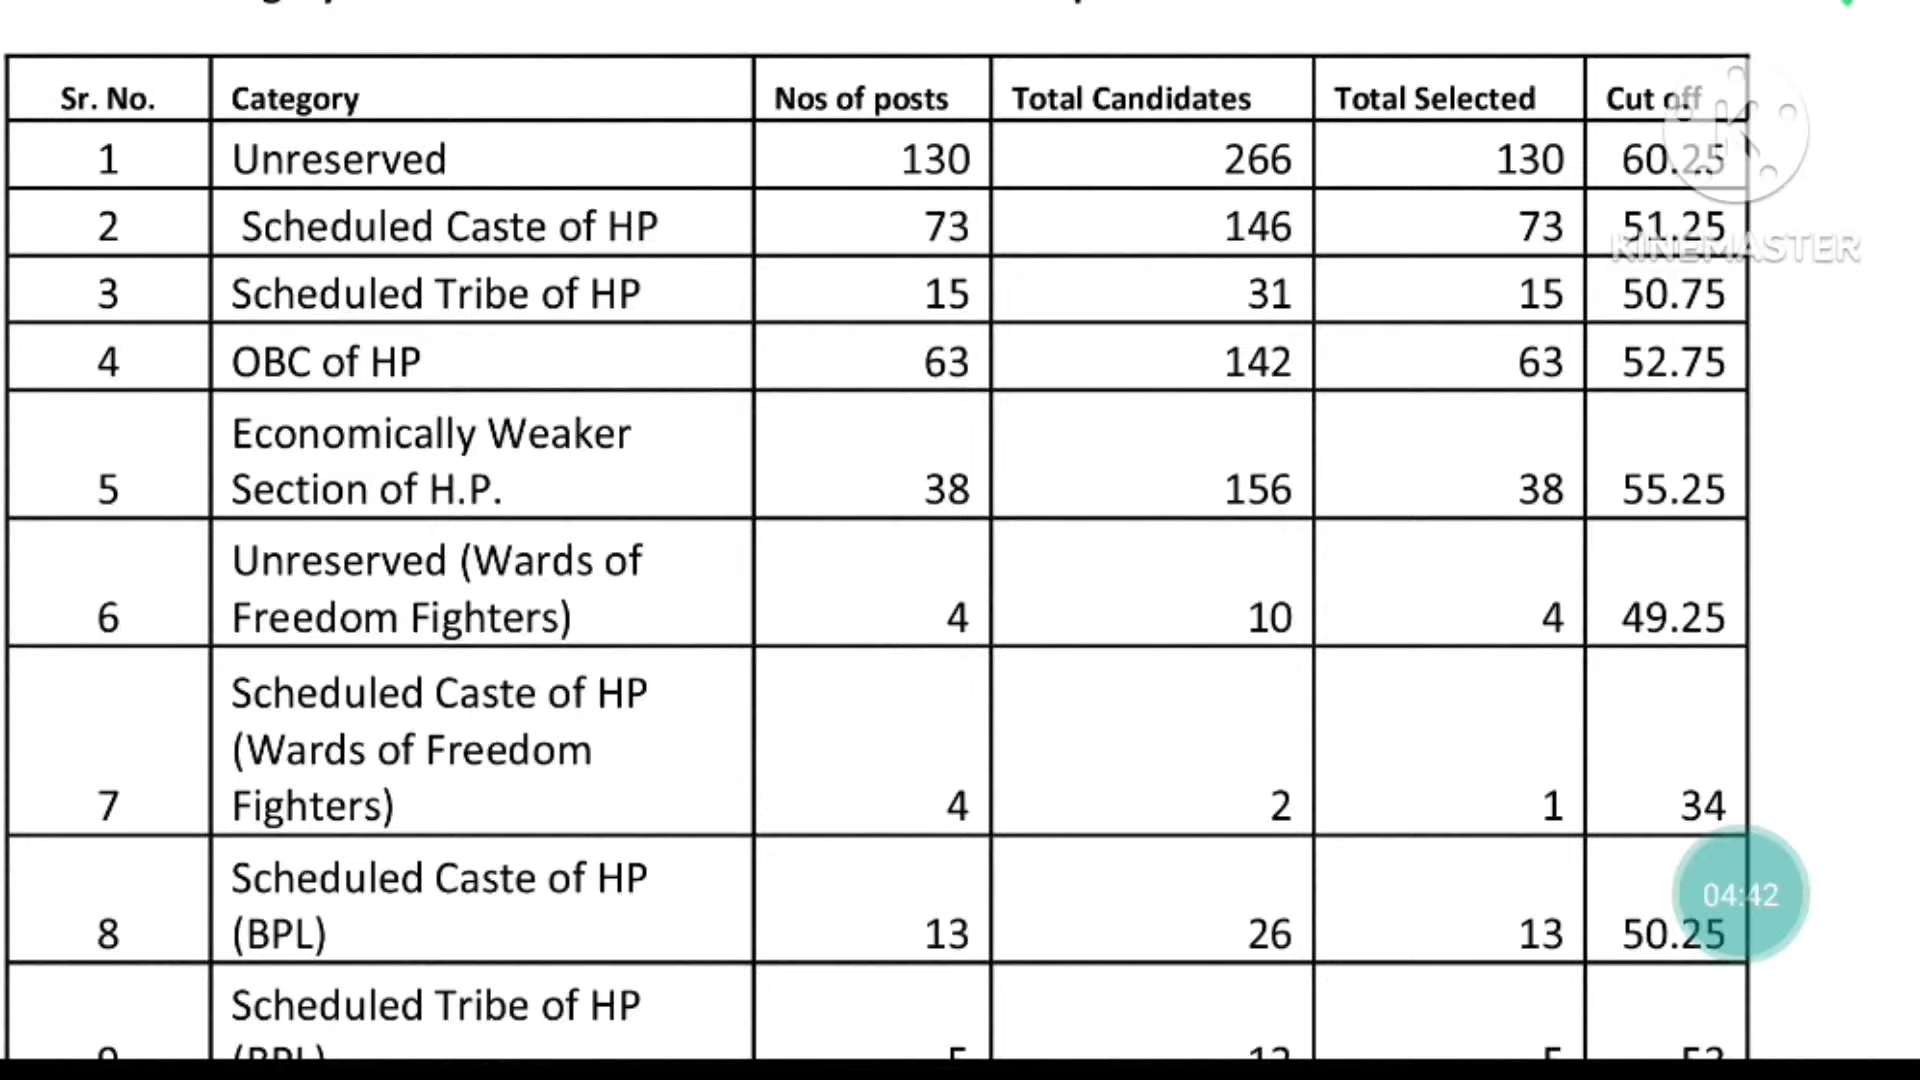 Sr. No. Category Nos of posts Total Candidates Total Selected Cut off
1 Unreserved 130 266 130 60.25
2 Scheduled Caste of HP 73 146 73 51.25
KINEMASTER
3 Scheduled Tribe of HP 15 31 15 50.75
4 OBC of HP 63 142 63 52.75
Economically Weaker
5 Section of H.P. 38 156 38 55.25
Unreserved (Wards of
6 Freedom Fighters) 4 10 4 49.25
Scheduled Caste of HP
(Wards of Freedom
7 Fighters) 4 2 1 34
Scheduled Caste of HP
04:42
8 (BPL) 13 26 13 50.25
Scheduled Tribe of HP
(BPL)